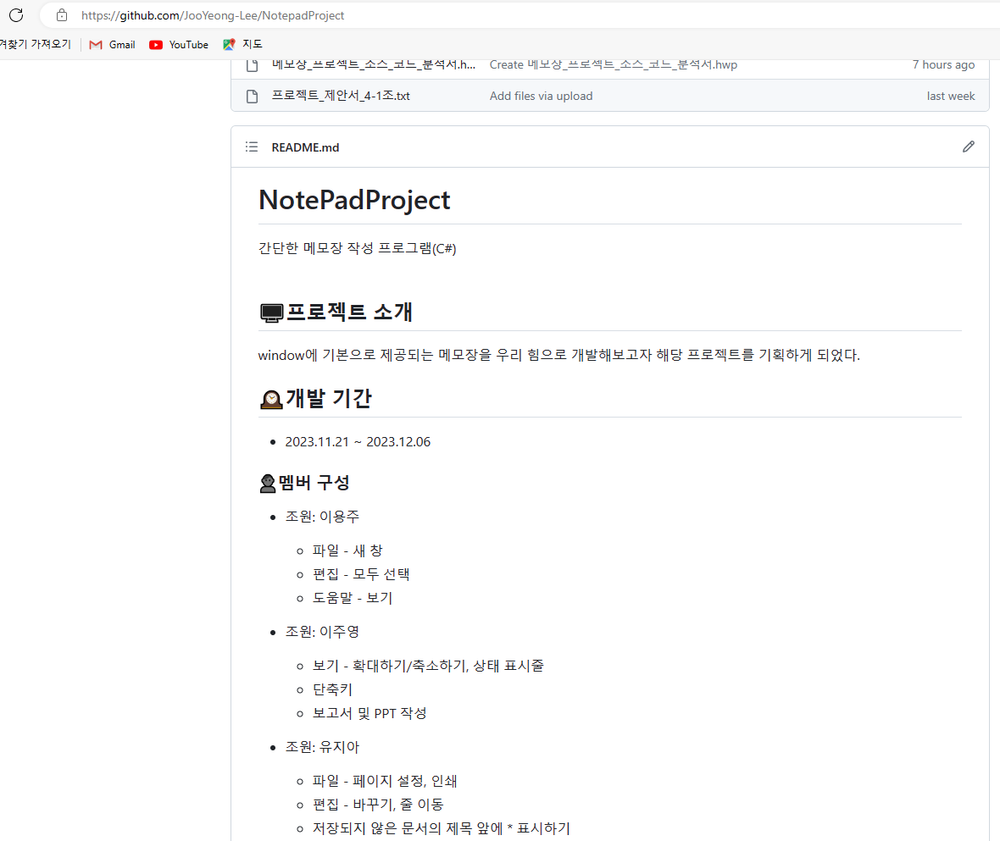 https://github.com/JooYeong-Lee/NotepadProject
겨찾기 가져오기 Gmail YouTube 지도
메모장_프로젝트_소스_코드_분석서.h... Create 메모장_프로젝트_소스_코드_분석서.hwp 7 hours ago
프로젝트_제안서_4-1조.txt Add files via upload last week
README.md
NotePadProject
간단한 메모장 작성 프로그램(C#)
프로젝트 소개
window에 기본으로 제공되는 메모장을 우리 힘으로 개발해보고자 해당 프로젝트를 기획하게 되었다.
개발 기간
2023.11.21 ~ 2023.12.06
멤버 구성
조원: 이용주
파일 - 새 창
편집 - 모두 선택
도움말 - 보기
조원: 이주영
보기 - 확대하기/축소하기, 상태 표시줄
단축키
보고서 및 PPT 작성
조원: 유지아
파일 - 페이지 설정, 인쇄
편집 - 바꾸기, 줄 이동
저장되지 않은 문서의 제목 앞에 * 표시하기